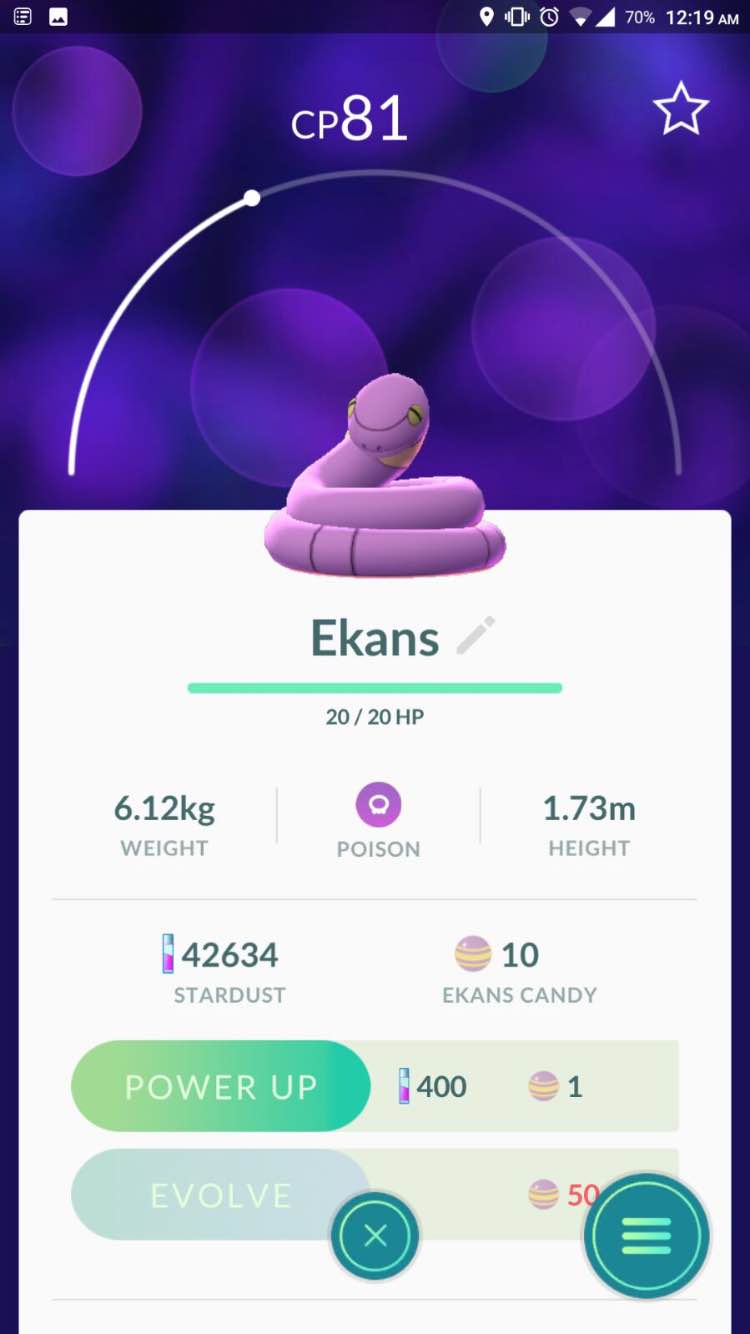 70% 12:19 AM
CP81
Ekans
20 / 20 HP
6.12kg
WEIGHT
POISON
1.73m
HEIGHT
42634
STARDUST
10
EKANS CANDY
POWER UP 400 1
EVOLVE 50